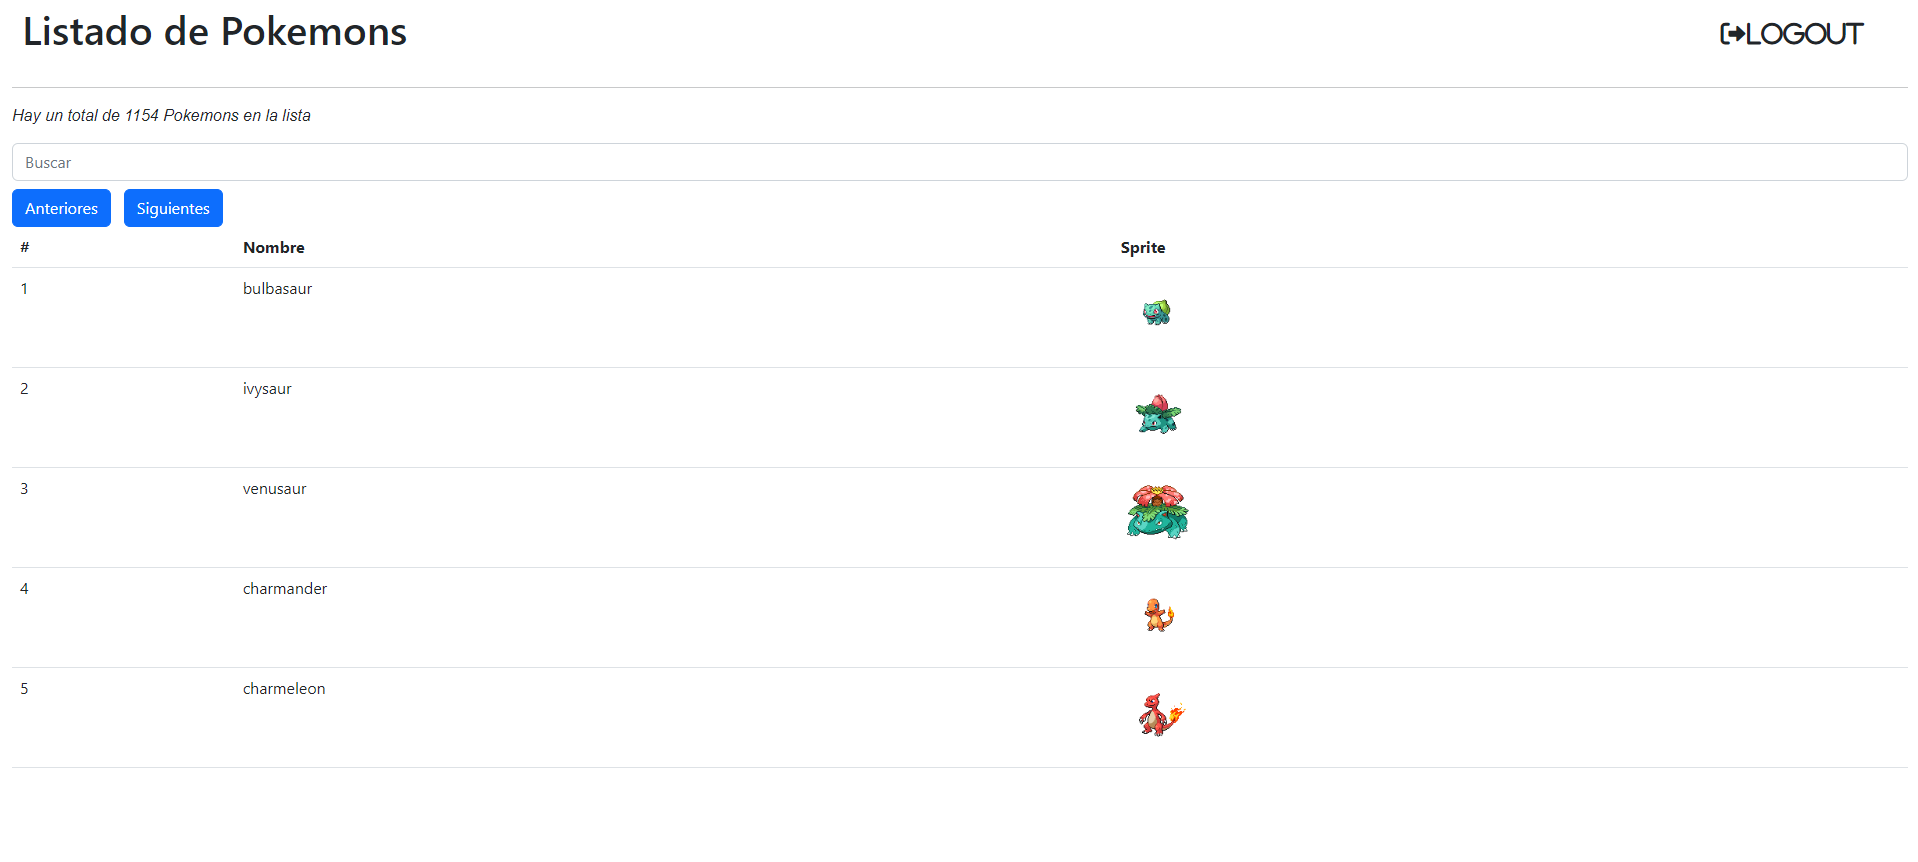 Listado de Pokemons
LOGOUT
Hay un total de 1154 Pokemons en la lista
Buscar
Anteriores Siguientes
# Nombre Sprite
1 bulbasaur
2 ivysaur
3 venusaur
4 charmander
5 charmeleon